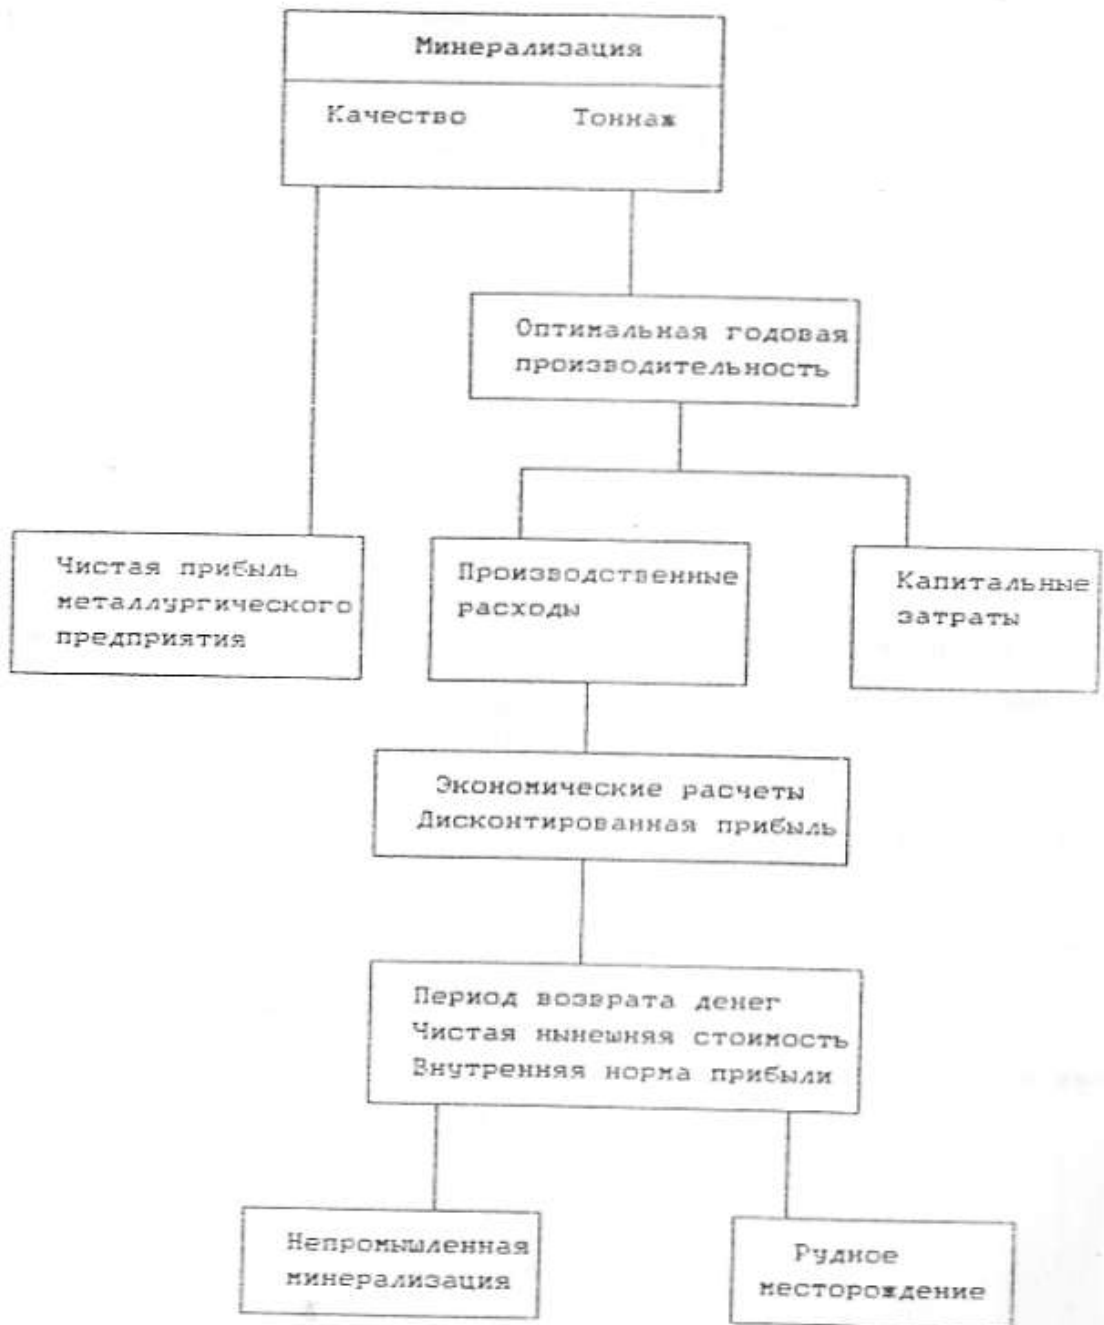 Минерализация
Качество Тоннаж
Оптимальная годовая
производительность
Чистая прибыль
металлургического
предприятия
Производственные
расходы
Капитальные
затраты
Экономические расчеты
Дисконтированная прибыль
Период возврата денег
Чистая нынешняя стоимость
Внутренняя норма прибыли
Непромышленная
минерализация
Рудное
месторождение